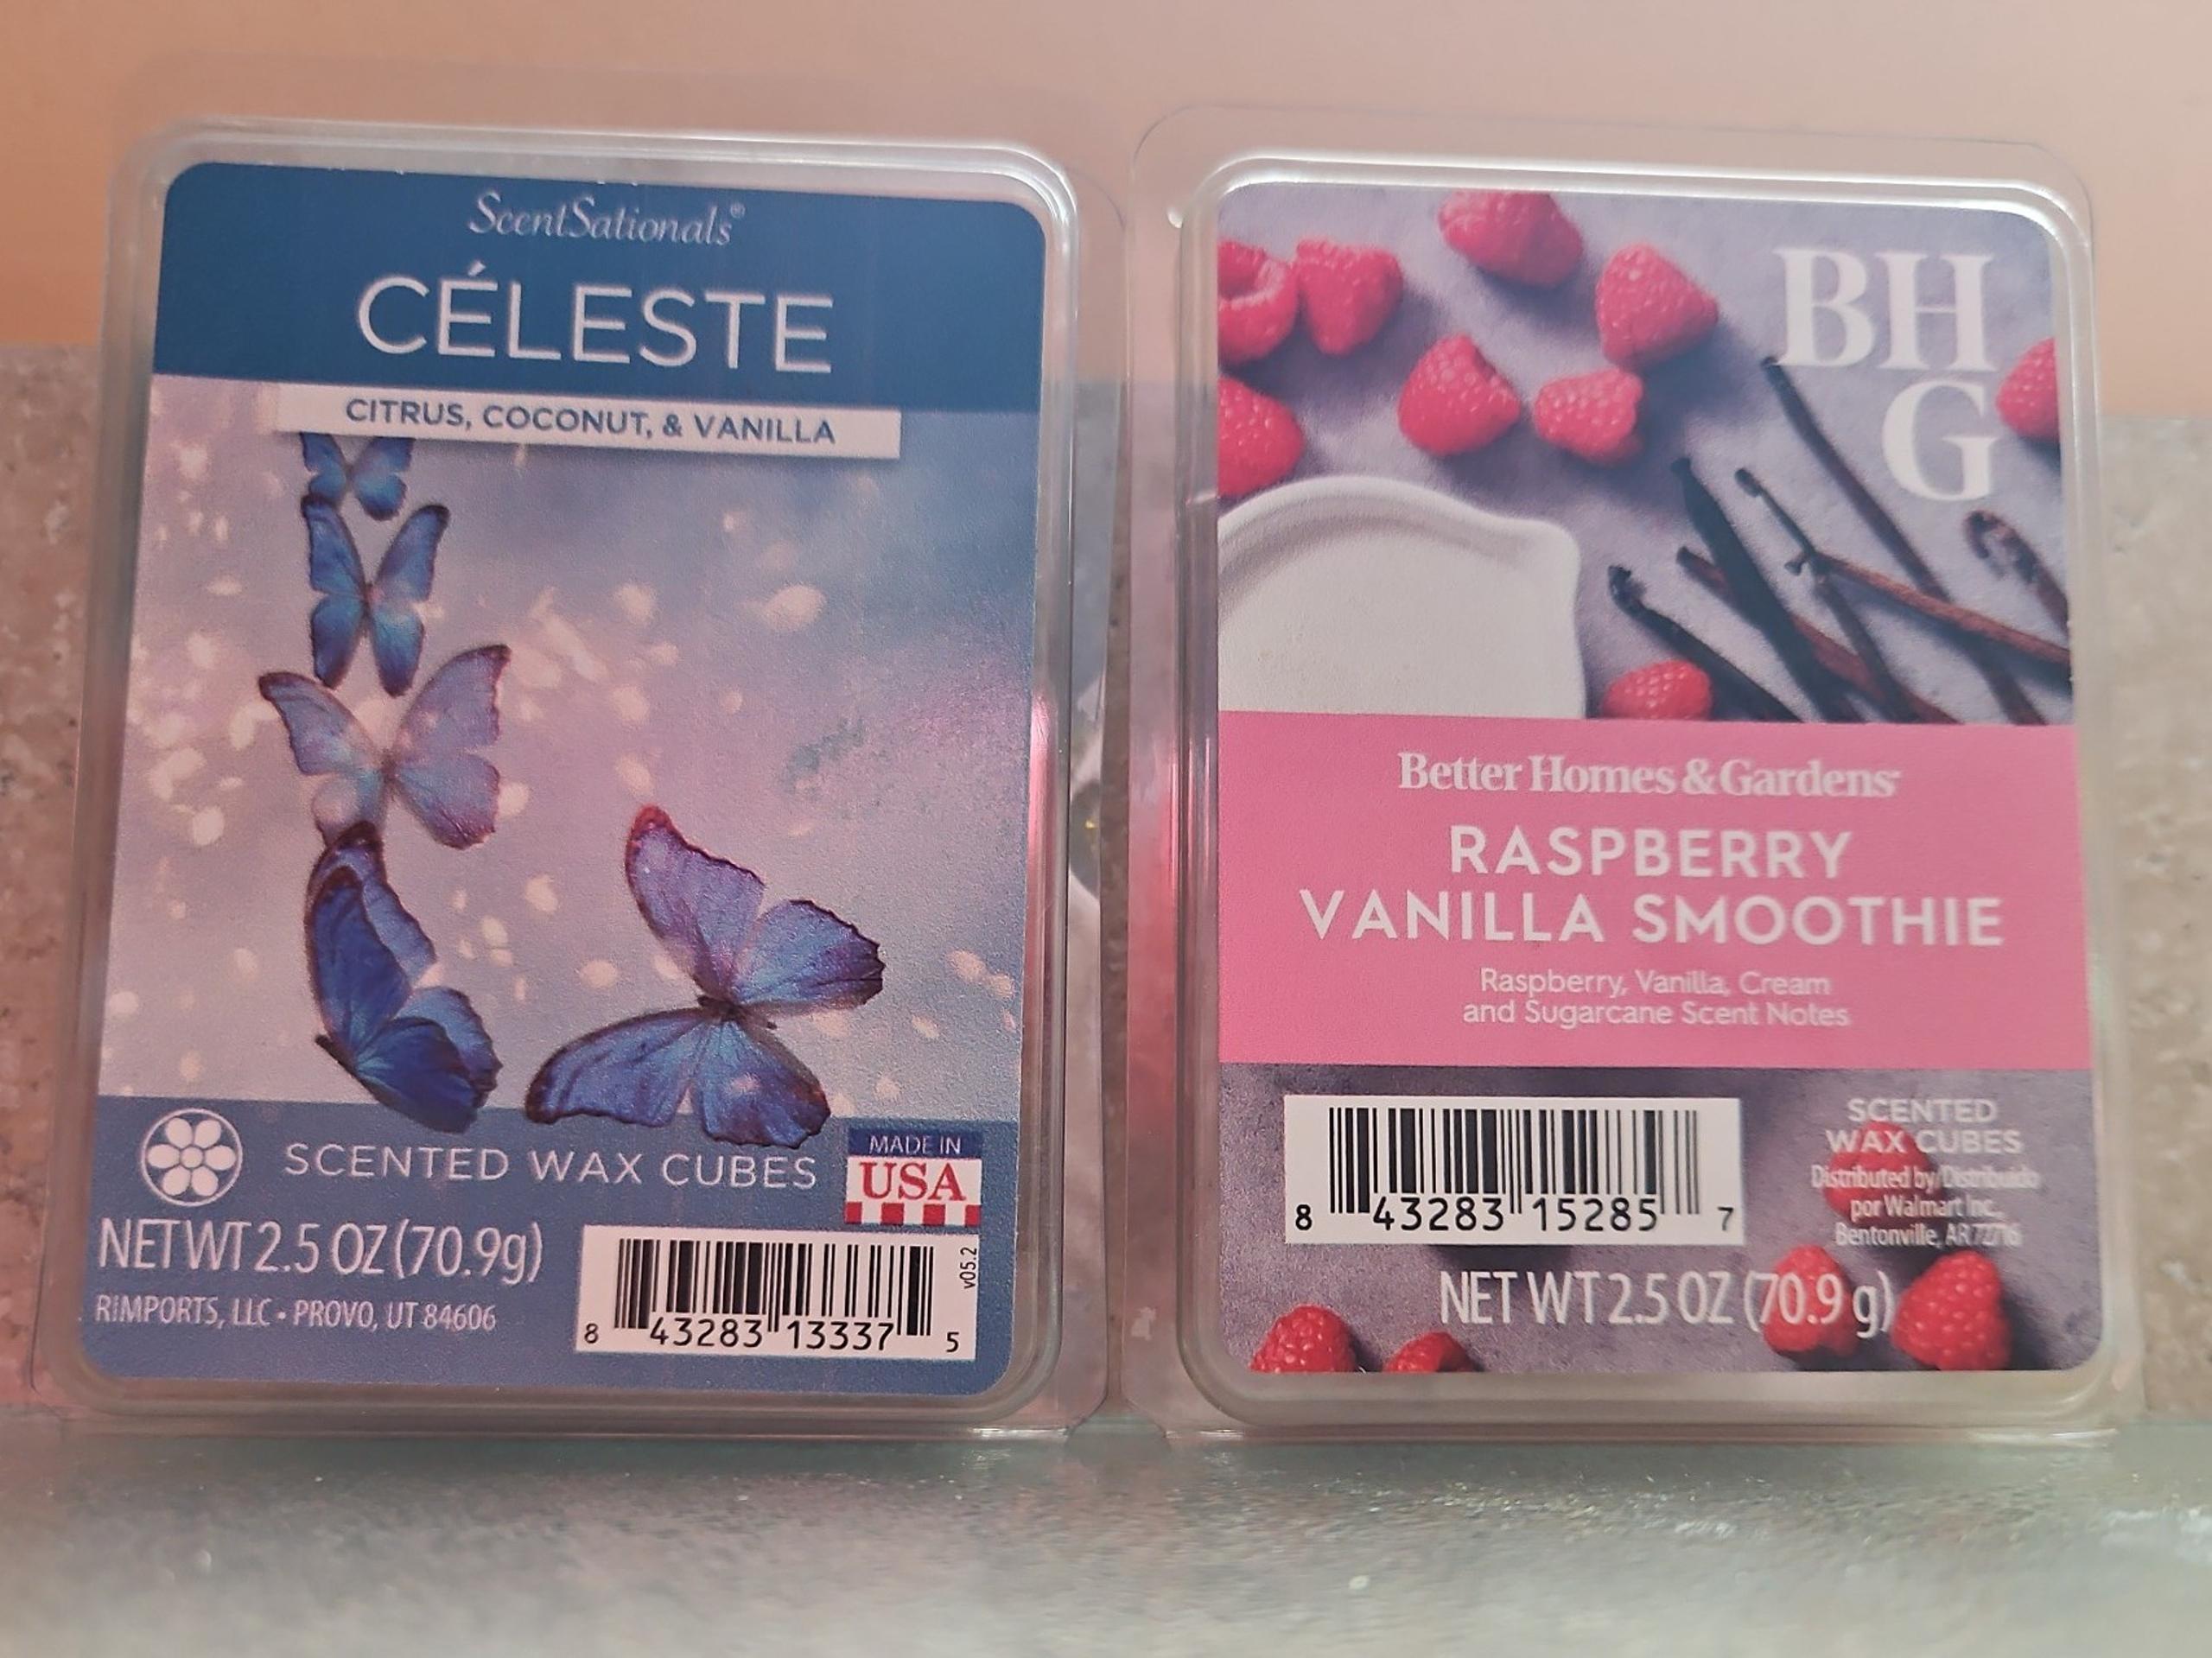 ScentSationals®
CÉLESTE
CITRUS, COCONUT, & VANILLA
SCENTED WAX CUBES
MADE IN
USA
NET WT 2.5 OZ (70.9g)
RIMPORTS, LLC • PROVO, UT 84606
v05.2
8 43283 13337 5
BH
G
Better Homes & Gardens
RASPBERRY
VANILLA SMOOTHIE
Raspberry, Vanilla, Cream
and Sugarcane Scent Notes
8 43283 15285 7
SCENTED
WAX CUBES
Distributed by/Distribuido
por Walmart Inc.,
Bentonville, AR 72716
NET WT 2.5 OZ (70.9 g)